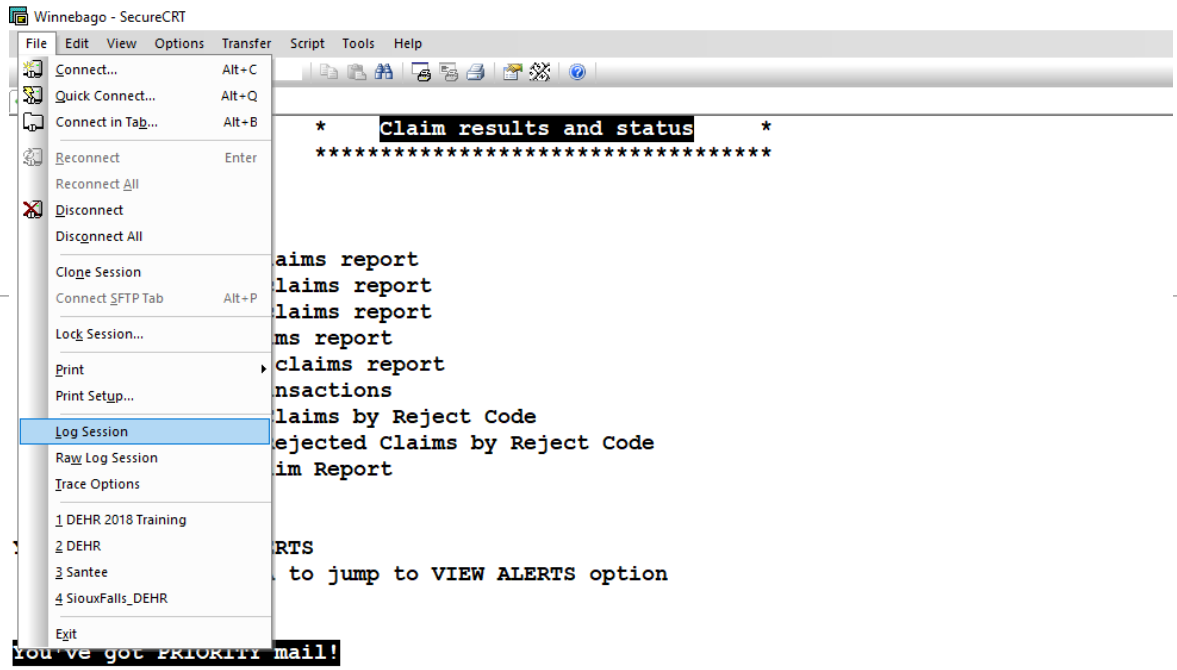 Winnebago - SecureCRT
File Edit View Options Transfer Script Tools Help
Connect... Alt+C
Quick Connect... Alt+Q
Connect in Tab... Alt+B
Reconnect Enter
Reconnect All
Disconnect
Disconnect All
Clone Session
Connect SFTP Tab Alt+P
Lock Session...
Print
Print Setup...
Log Session
Raw Log Session
Trace Options
1 DEHR 2018 Training
2 DEHR
3 Santee
4 SiouxFalls_DEHR
Exit
* Claim results and status *
***********************************
aims report
laims report
laims report
ms report
claims report
nsactions
laims by Reject Code
ejected Claims by Reject Code
im Report
RTS
to jump to VIEW ALERTS option
You've got PRIORITY mail!